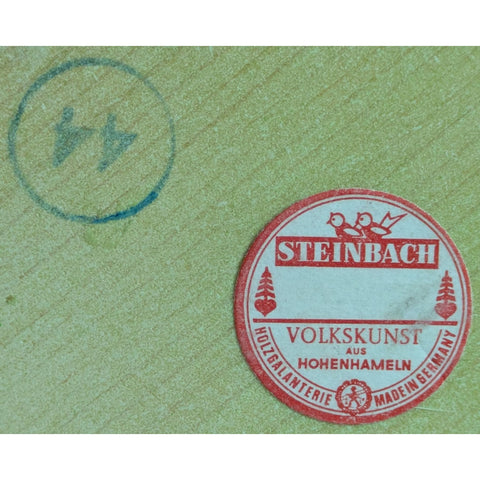 44
STEINBACH
VOLKSKUNST
AUS
HOHENHAMELN
HOLZGALANTERIE MADE IN GERMANY